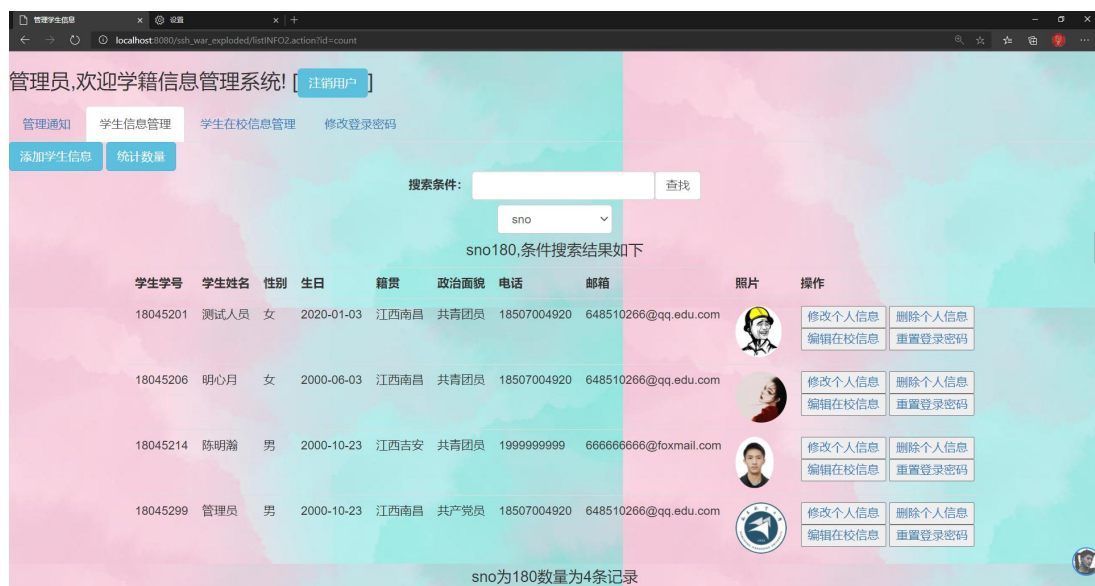 管理学生信息 设置
localhost:8080/ssh_war_exploded/listINFO2.action?id=count
管理员,欢迎学籍信息管理系统! [ 注销用户 ]
管理通知 学生信息管理 学生在校信息管理 修改登录密码
添加学生信息 统计数量
搜索条件: 查找
sno
sno180,条件搜索结果如下
学生学号 学生姓名 性别 生日 籍贯 政治面貌 电话 邮箱 照片 操作
18045201 测试人员 女 2020-01-03 江西南昌 共青团员 18507004920 648510266@qq.edu.com 修改个人信息 删除个人信息
编辑在校信息 重置登录密码
18045206 明心月 女 2000-06-03 江西南昌 共青团员 18507004920 648510266@qq.edu.com 修改个人信息 删除个人信息
编辑在校信息 重置登录密码
18045214 陈明瀚 男 2000-10-23 江西吉安 共青团员 1999999999 666666666@foxmail.com 修改个人信息 删除个人信息
编辑在校信息 重置登录密码
18045299 管理员 男 2000-10-23 江西南昌 共产党员 18507004920 648510266@qq.edu.com 修改个人信息 删除个人信息
编辑在校信息 重置登录密码
sno为180数量为4条记录